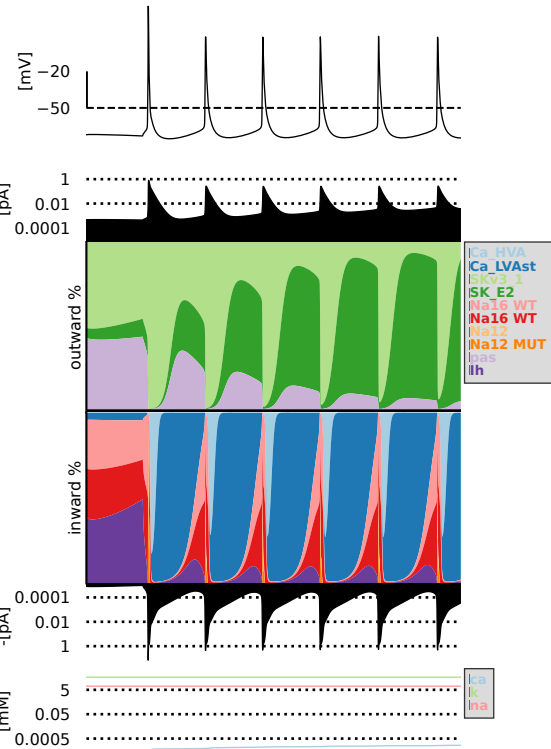 [mV]
−20
−50
[pA]
1
0.01
0.0001
outward %
Ca_HVA
Ca_LVAst
SKv3_1
SK_E2
Na16 WT
Na16 WT
Na12
Na12 MUT
pas
Ih
inward %
-[pA]
0.0001
0.01
1
[mM]
5
0.05
0.0005
ca
k
na